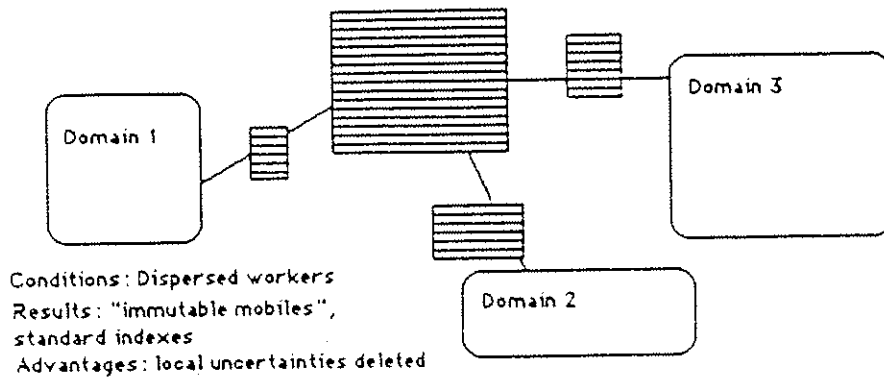 Domain 1
Domain 3
Domain 2
Conditions: Dispersed workers
Results: "immutable mobiles",
standard indexes
Advantages: local uncertainties deleted